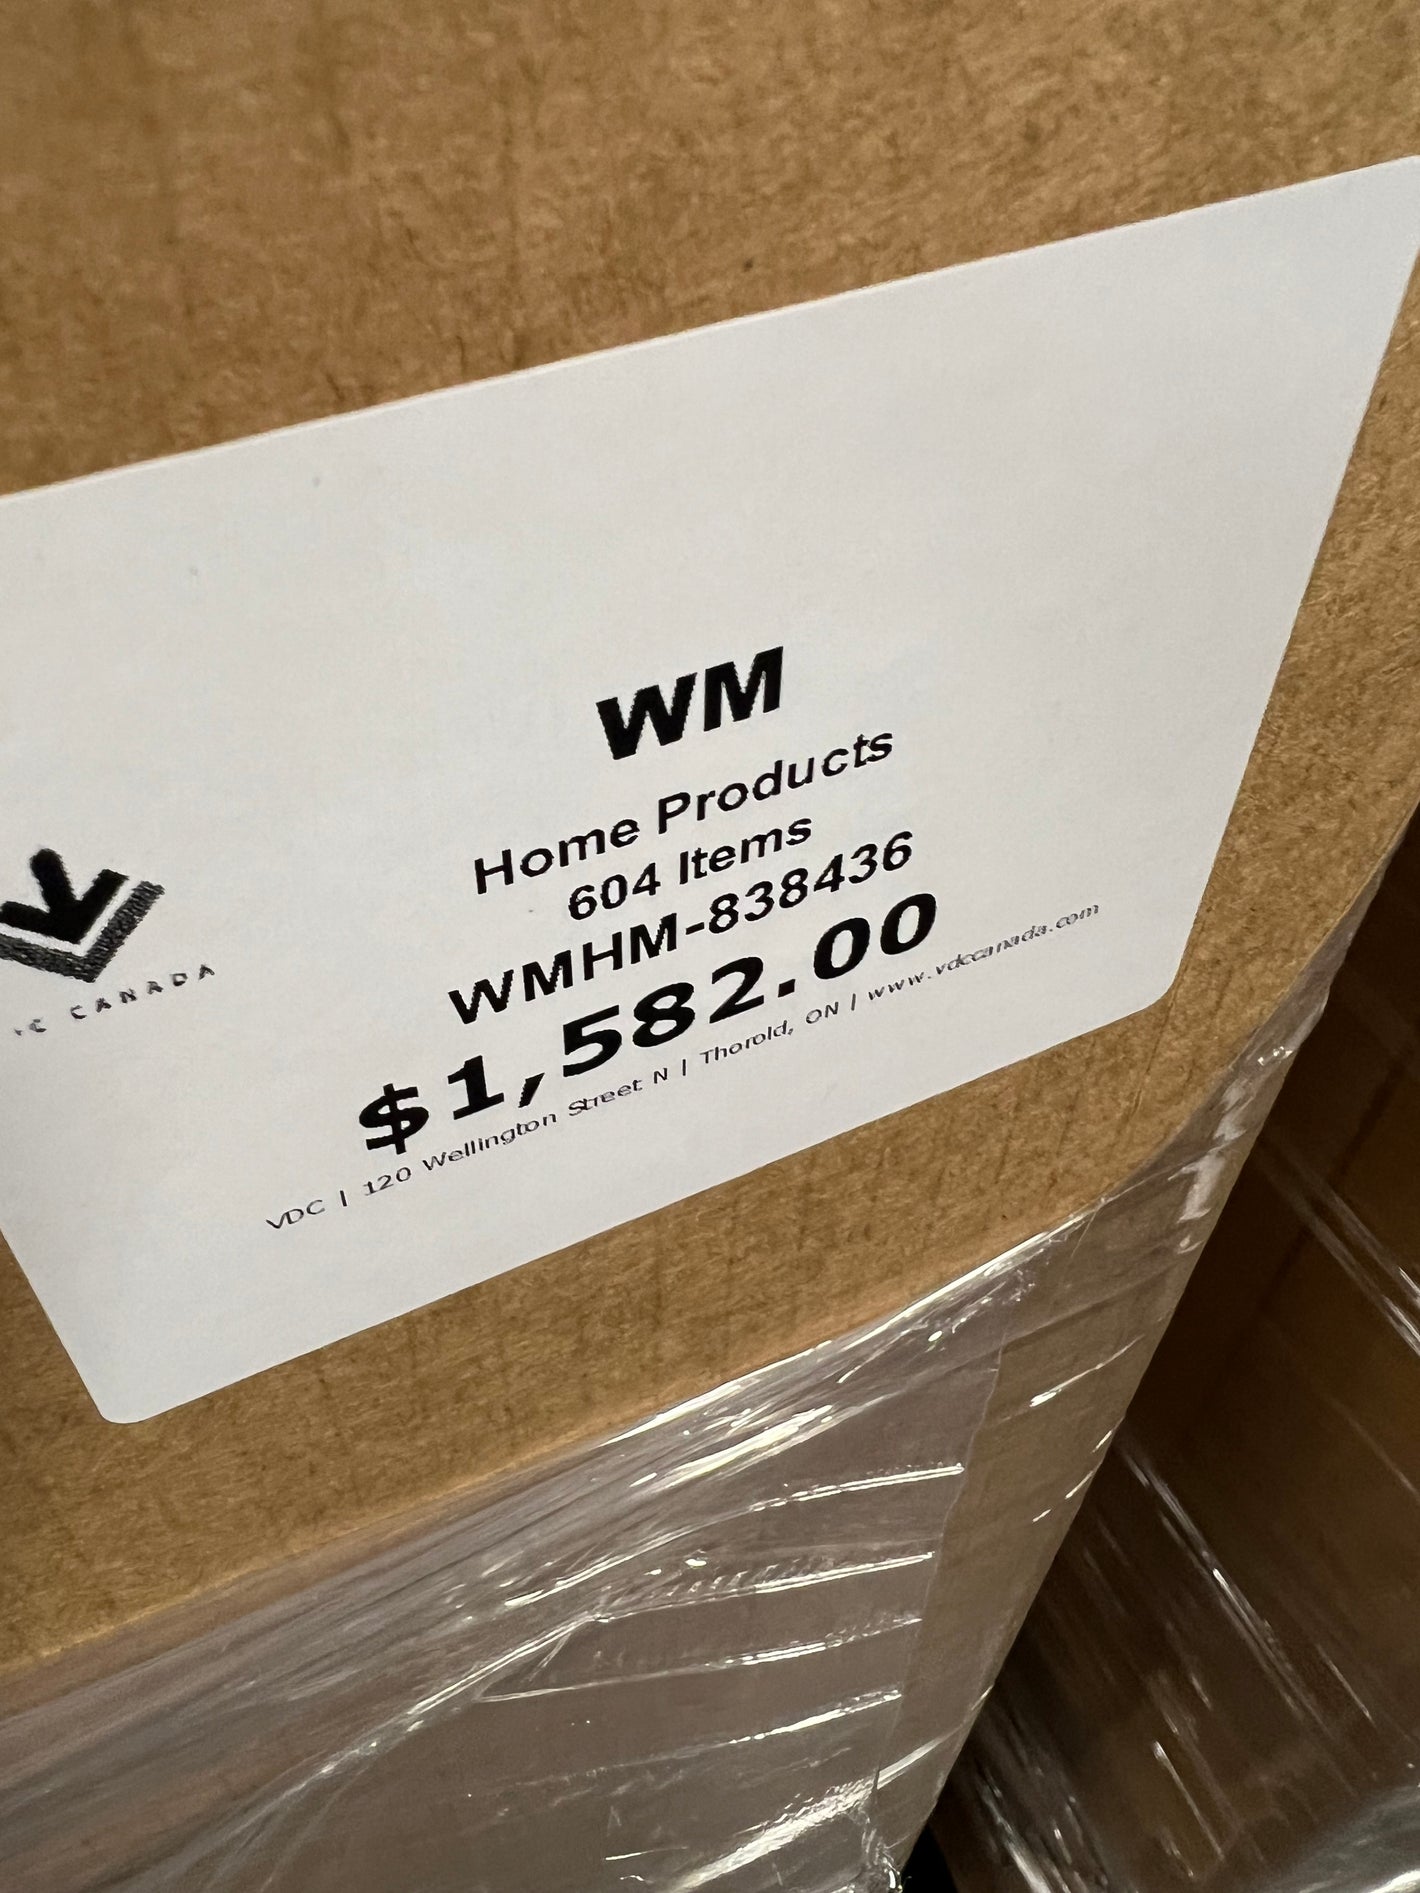 WM
Home Products
604 Items
WMHM-838436
$1,582.00
VDC | 120 Wellington Street N | Thorold, ON | www.vdccanada.com
CANADA